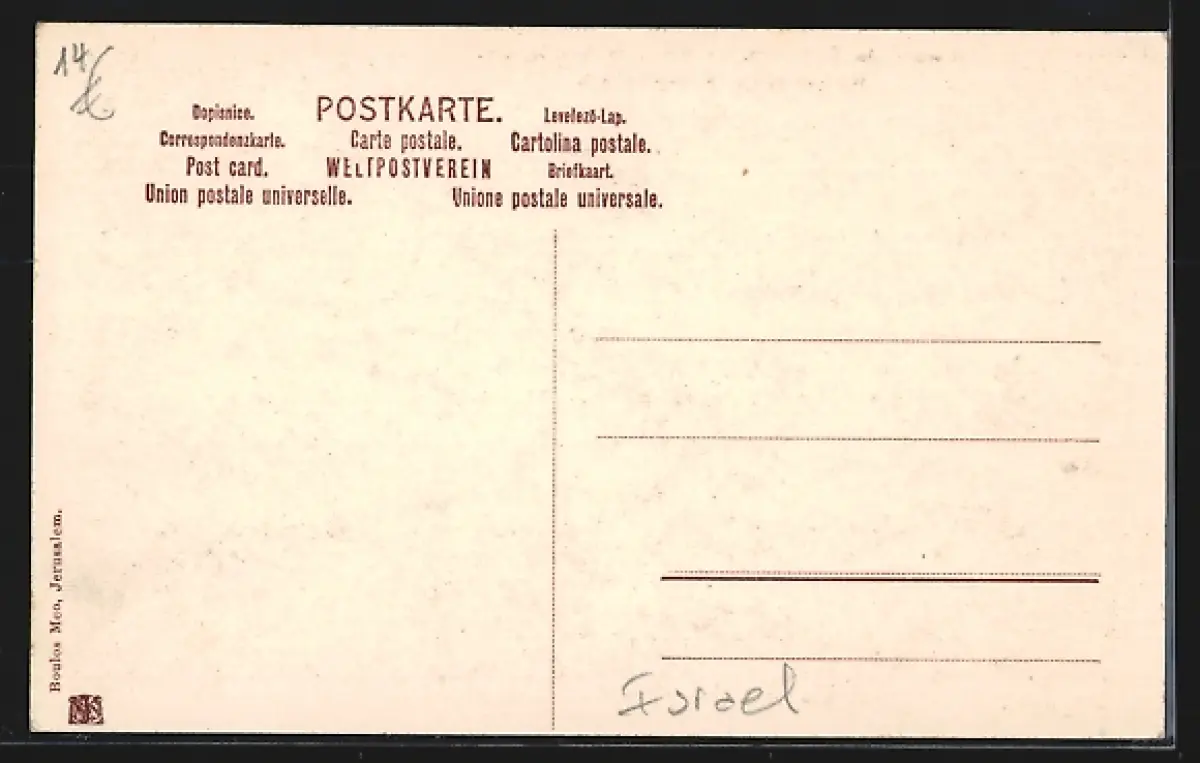 14
POSTKARTE.
Dopisnice. Levelező-Lap.
Correspondenzkarte. Carte postale. Cartolina postale.
Post card. WELTPOSTVEREIN Briefkaart.
Union postale universelle. Unione postale universale.
Boulos Meo, Jerusalem.
Israel